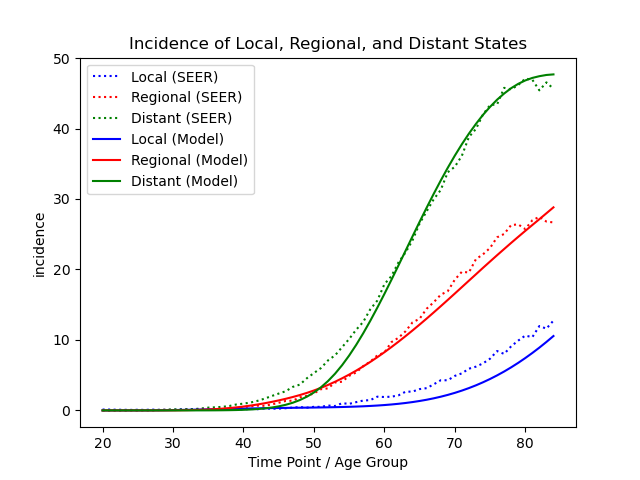 Incidence of Local, Regional, and Distant States
50
40
30
20
10
0
incidence
Local (SEER)
Regional (SEER)
Distant (SEER)
Local (Model)
Regional (Model)
Distant (Model)
20 30 40 50 60 70 80
Time Point / Age Group